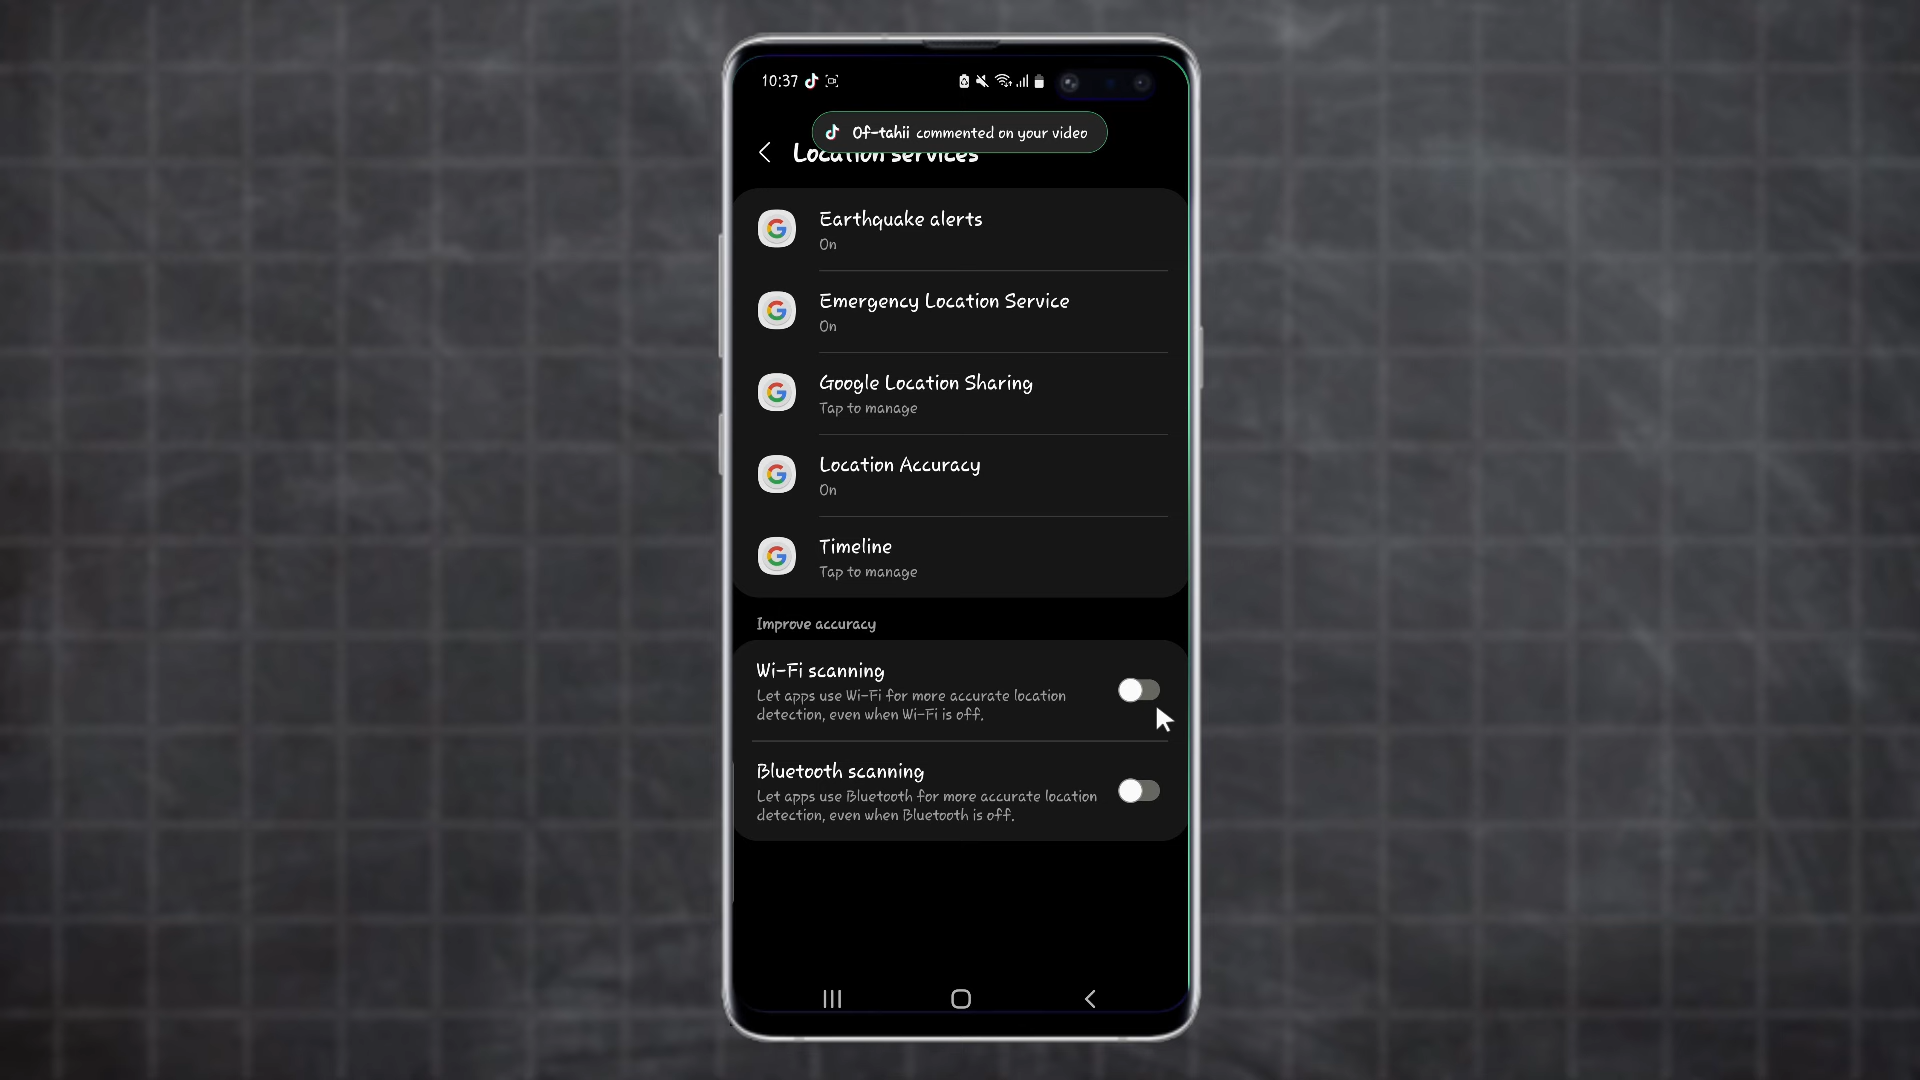 10:37
Of-tahii commented on your video
Location services
Earthquake alerts
On
Emergency Location Service
On
Google Location Sharing
Tap to manage
Location Accuracy
On
Timeline
Tap to manage
Improve accuracy
Wi-Fi scanning
Let apps use Wi-Fi for more accurate location
detection, even when Wi-Fi is off.
Bluetooth scanning
Let apps use Bluetooth for more accurate location
detection, even when Bluetooth is off.